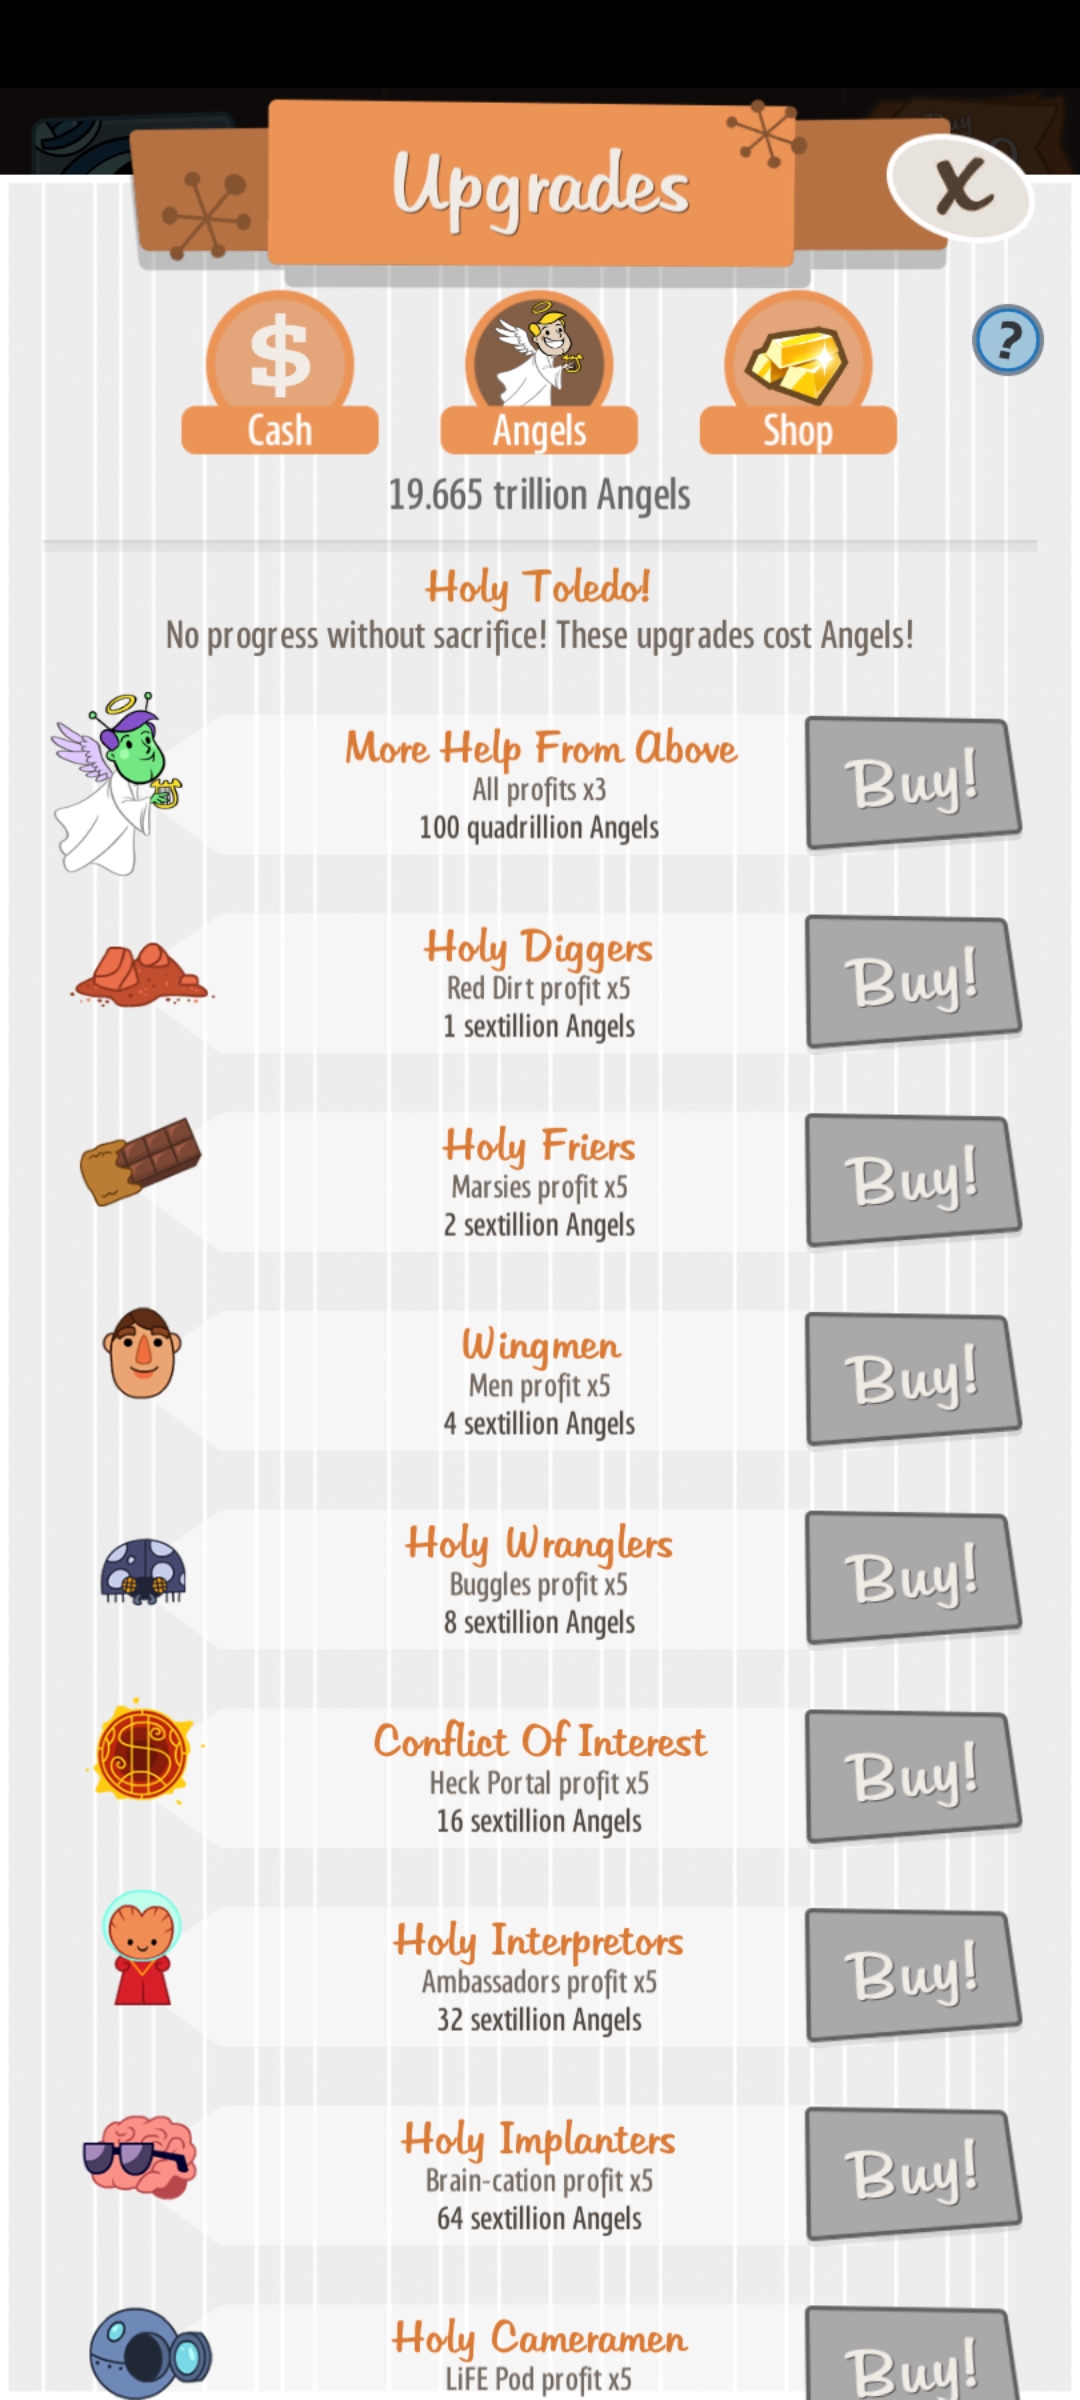 Buy
Upgrades
X
$
?
Cash
Angels
Shop
19.665 trillion Angels
Holy Toledo!
No progress without sacrifice! These upgrades cost Angels!
More Help From Above
All profits x3
100 quadrillion Angels
Buy!
Holy Diggers
Red Dirt profit x5
1 sextillion Angels
Buy!
Holy Friers
Marsies profit x5
2 sextillion Angels
Buy!
Wingmen
Men profit x5
4 sextillion Angels
Buy!
Holy Wranglers
Buggles profit x5
8 sextillion Angels
Buy!
Conflict Of Interest
Heck Portal profit x5
16 sextillion Angels
Buy!
Holy Interpretors
Ambassadors profit x5
32 sextillion Angels
Buy!
Holy Implanters
Brain-cation profit x5
64 sextillion Angels
Buy!
Holy Cameramen
LiFE Pod profit x5
Buy!